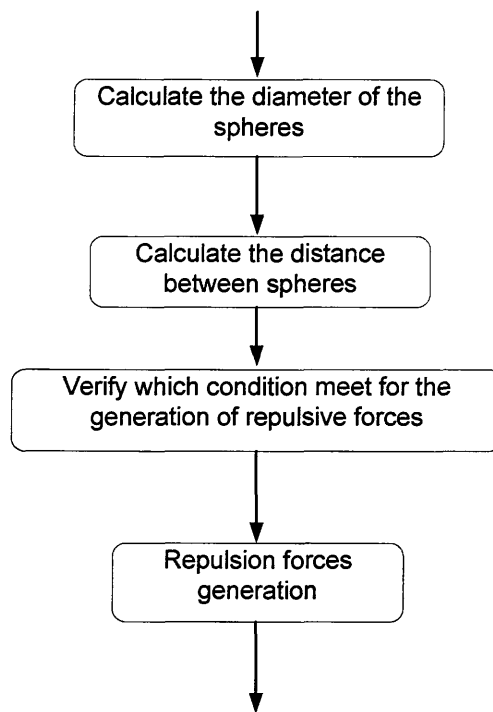 Calculate the diameter of the
spheres
Calculate the distance
between spheres
Verify which condition meet for the
generation of repulsive forces
Repulsion forces
generation